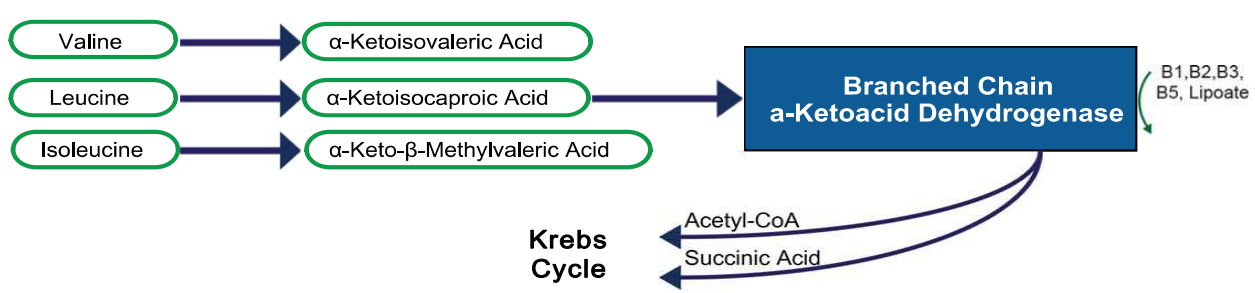 Valine
α-Ketoisovaleric Acid
Leucine
α-Ketoisocaproic Acid
Isoleucine
α-Keto-β-Methylvaleric Acid
Branched Chain
a-Ketoacid Dehydrogenase
B1,B2,B3,
B5, Lipoate
Acetyl-CoA
Succinic Acid
Krebs
Cycle